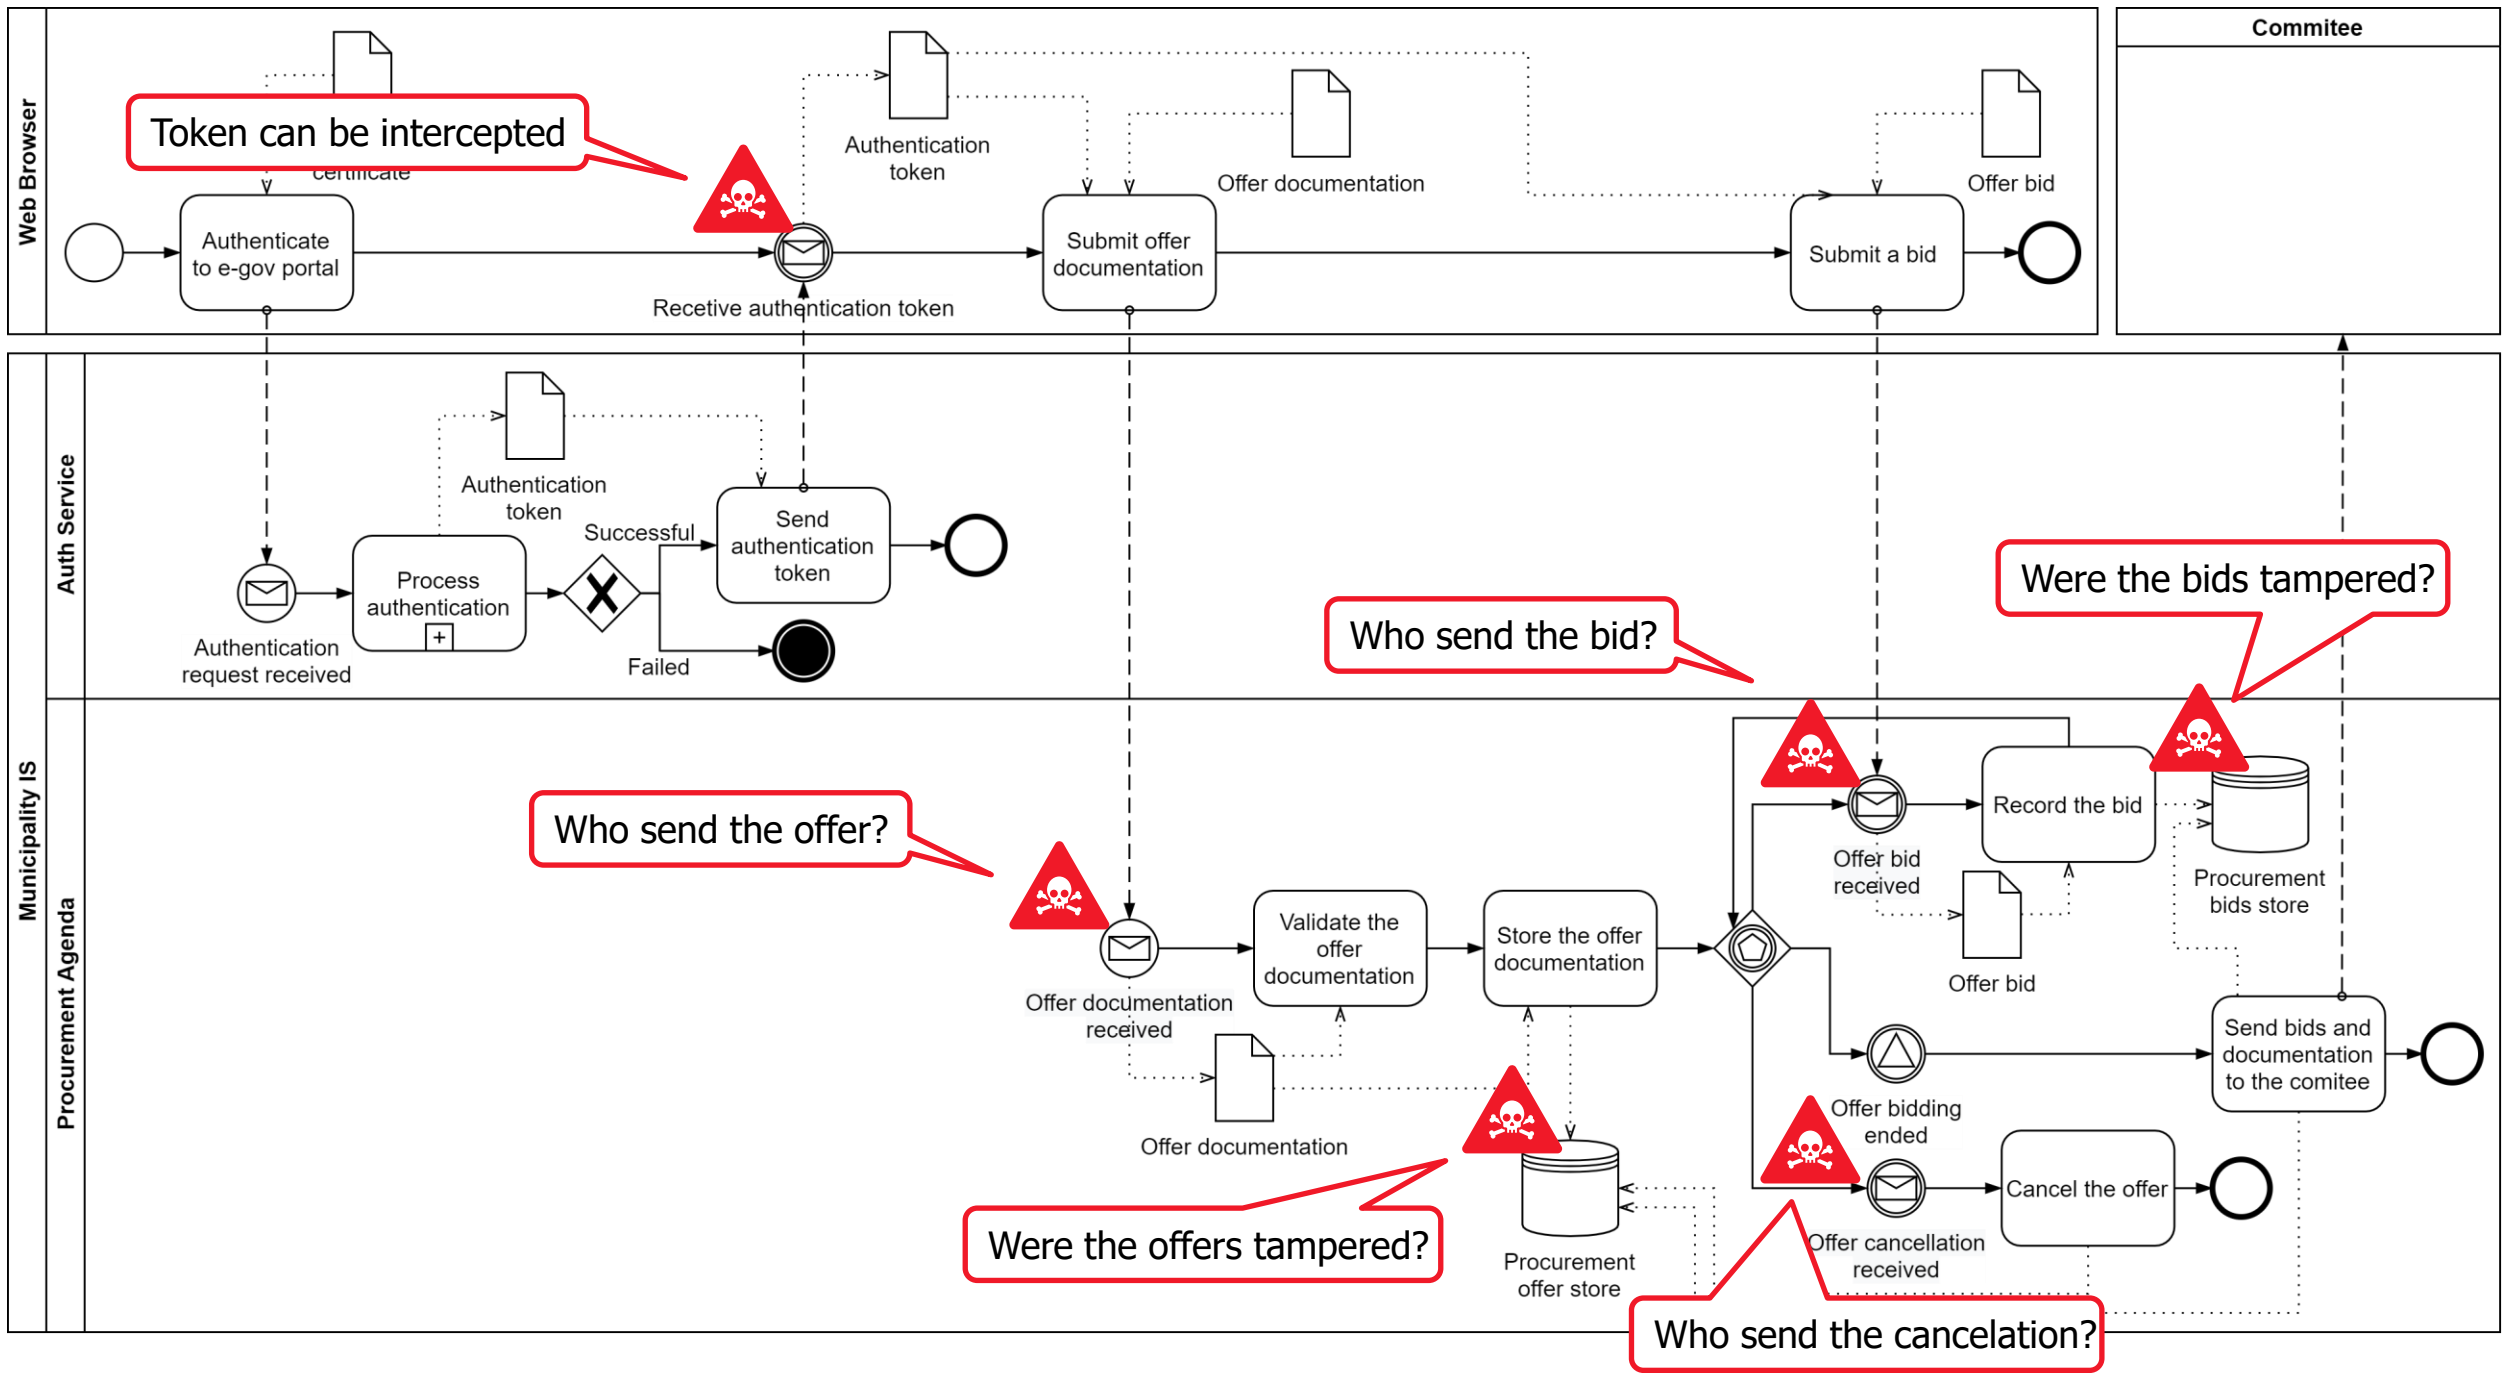 Commitee
Web Browser
Token can be intercepted
certificate
Authentication
token
Offer documentation
Offer bid
Authenticate
to e-gov portal
Submit offer
documentation
Submit a bid
Recetive authentication token
Municipality IS
Auth Service
Authentication
token
Successful
Send
authentication
token
Process
authentication
Authentication
request received
Failed
Were the bids tampered?
Who send the bid?
Procurement Agenda
Who send the offer?
Record the bid
Offer bid
received
Procurement
bids store
Validate the
offer
documentation
Store the offer
documentation
Offer bid
Offer documentation
received
Send bids and
documentation
to the comitee
Offer bidding
ended
Offer documentation
Cancel the offer
Were the offers tampered?
Procurement
offer store
Offer cancellation
received
Who send the cancelation?